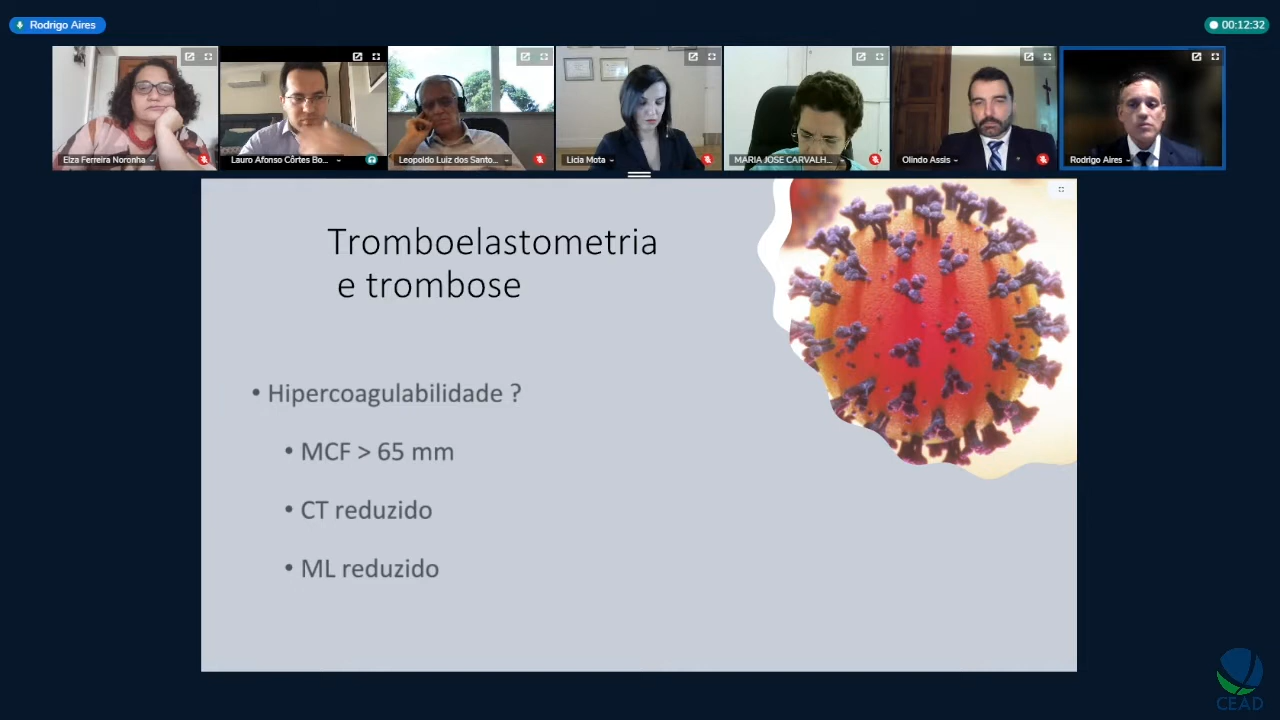 Rodrigo Aires
00:12:32
Elza Ferreira Noronha
Lauro Afonso Côrtes Bo...
Leopoldo Luiz dos Santo...
Licia Mota
MARIA JOSE CARVALH...
Olindo Assis
Rodrigo Aires
Tromboelastometria
e trombose
• Hipercoagulabilidade ?
• MCF > 65 mm
• CT reduzido
• ML reduzido
CEAD